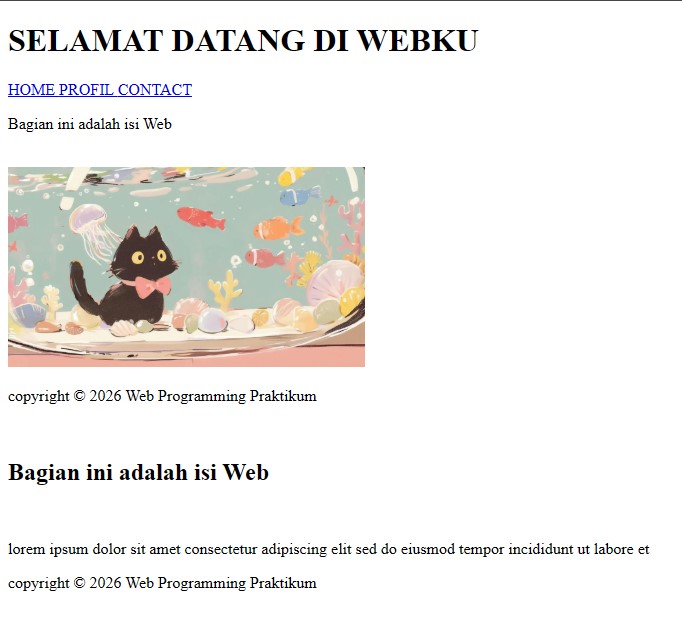 SELAMAT DATANG DI WEBKU
HOME PROFIL CONTACT
Bagian ini adalah isi Web
copyright © 2026 Web Programming Praktikum
Bagian ini adalah isi Web
lorem ipsum dolor sit amet consectetur adipiscing elit sed do eiusmod tempor incididunt ut labore et
copyright © 2026 Web Programming Praktikum